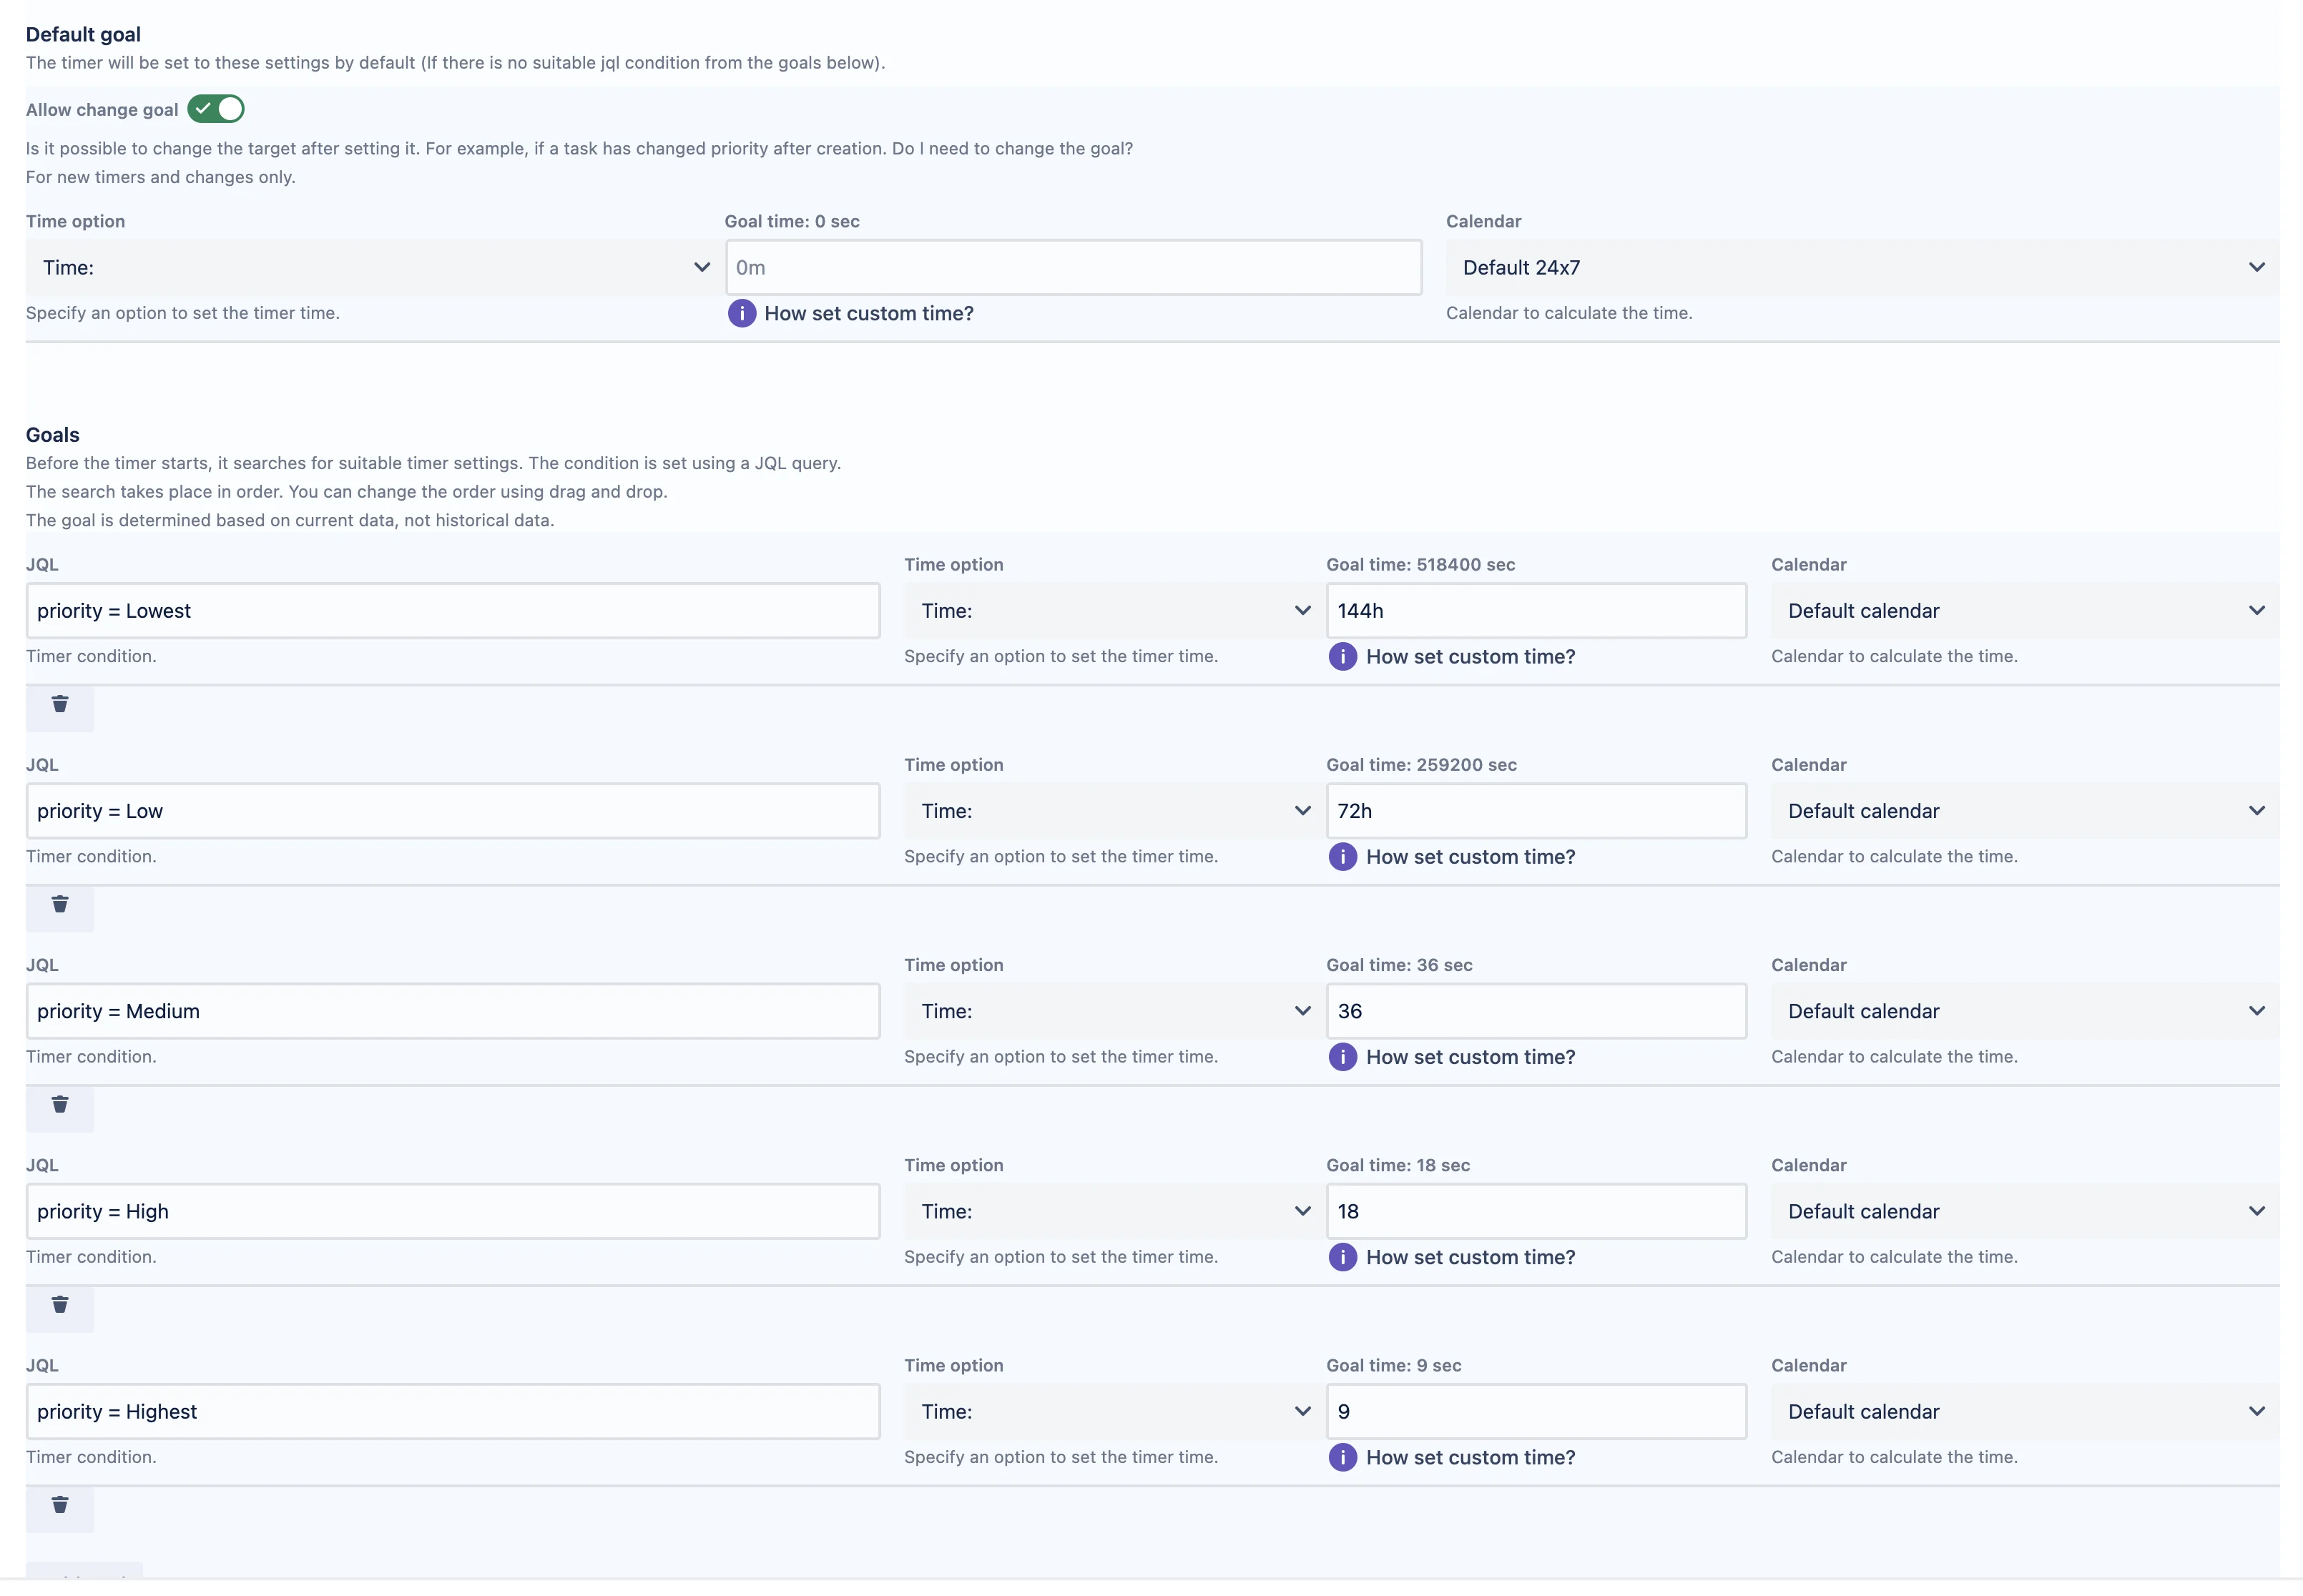 Default goal
The timer will be set to these settings by default (If there is no suitable jql condition from the goals below).
Allow change goal
Is it possible to change the target after setting it. For example, if a task has changed priority after creation. Do I need to change the goal?
For new timers and changes only.
Time option Goal time: 0 sec Calendar
Time: 0m Default 24x7
Specify an option to set the timer time. How set custom time? Calendar to calculate the time.
Goals
Before the timer starts, it searches for suitable timer settings. The condition is set using a JQL query.
The search takes place in order. You can change the order using drag and drop.
The goal is determined based on current data, not historical data.
JQL Time option Goal time: 518400 sec Calendar
priority = Lowest Time: 144h Default calendar
Timer condition. Specify an option to set the timer time. How set custom time? Calendar to calculate the time.
JQL Time option Goal time: 259200 sec Calendar
priority = Low Time: 72h Default calendar
Timer condition. Specify an option to set the timer time. How set custom time? Calendar to calculate the time.
JQL Time option Goal time: 36 sec Calendar
priority = Medium Time: 36 Default calendar
Timer condition. Specify an option to set the timer time. How set custom time? Calendar to calculate the time.
JQL Time option Goal time: 18 sec Calendar
priority = High Time: 18 Default calendar
Timer condition. Specify an option to set the timer time. How set custom time? Calendar to calculate the time.
JQL Time option Goal time: 9 sec Calendar
priority = Highest Time: 9 Default calendar
Timer condition. Specify an option to set the timer time. How set custom time? Calendar to calculate the time.